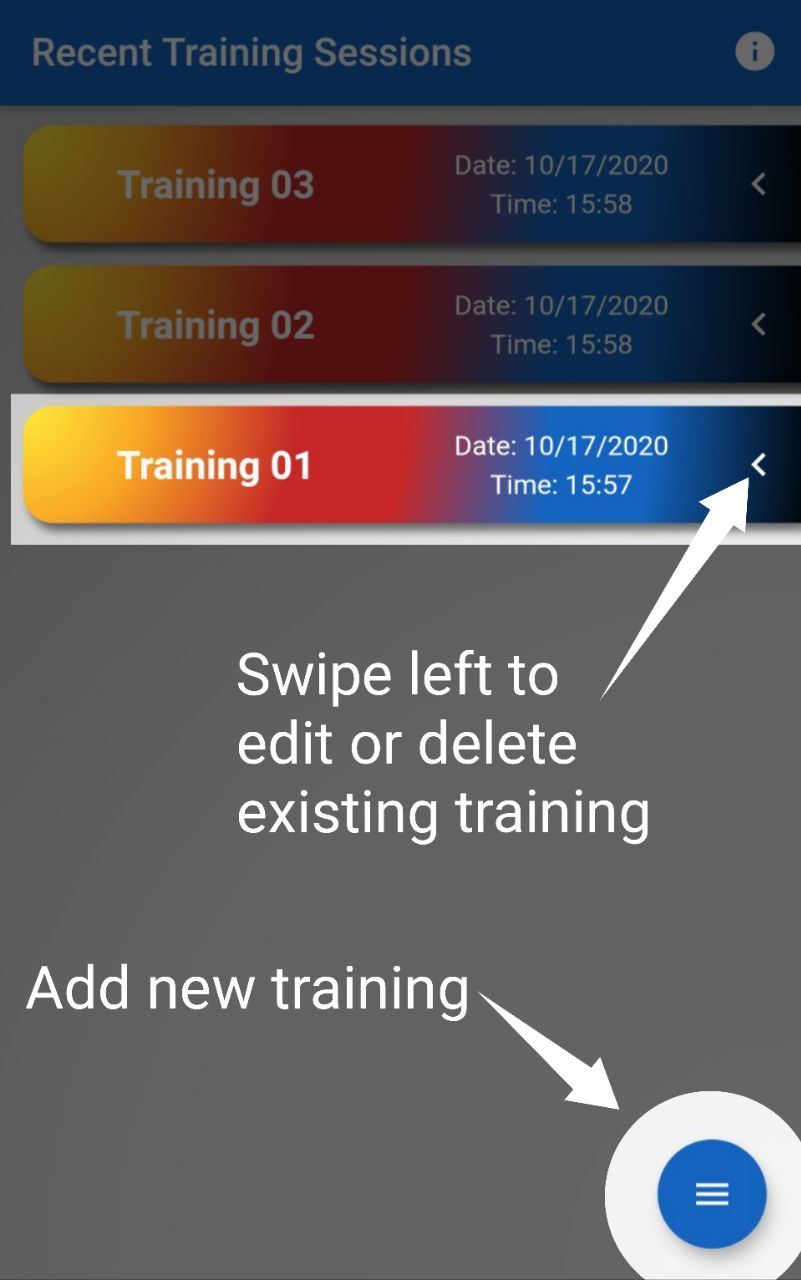 Recent Training Sessions
Training 03
Date: 10/17/2020
Time: 15:58
Training 02
Date: 10/17/2020
Time: 15:58
Training 01
Date: 10/17/2020
Time: 15:57
Swipe left to
edit or delete
existing training
Add new training